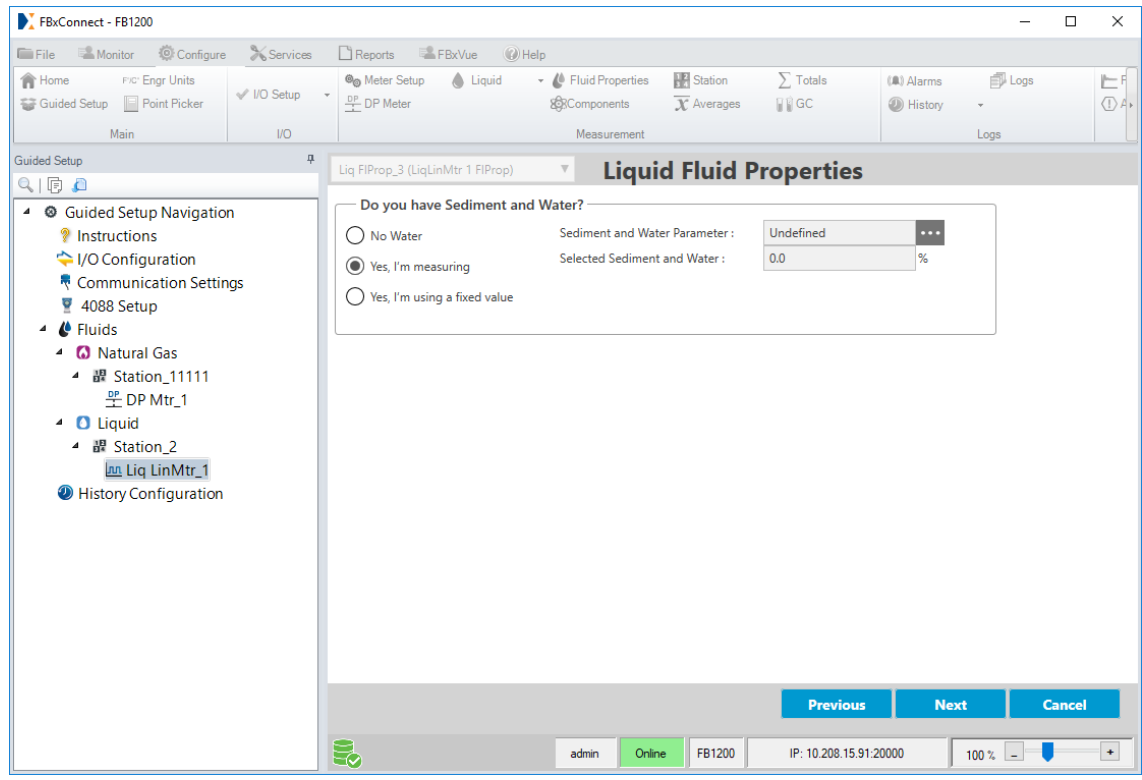 FBxConnect - FB1200
File Monitor Configure Services Reports FBxVue Help
Home F/C° Engr Units I/O Setup Meter Setup Liquid Fluid Properties Station Totals Alarms Logs F
Guided Setup Point Picker DP DP Meter Components Averages GC History A
Main I/O Measurement Logs
Guided Setup
Liq FlProp_3 (LiqLinMtr 1 FlProp)
Liquid Fluid Properties
Guided Setup Navigation
Instructions
I/O Configuration
Communication Settings
4088 Setup
Fluids
Natural Gas
Station_11111
DP DP Mtr_1
Liquid
Station_2
Liq LinMtr_1
History Configuration
Do you have Sediment and Water?
No Water
Yes, I'm measuring
Yes, I'm using a fixed value
Sediment and Water Parameter : Undefined ...
Selected Sediment and Water : 0.0 %
Previous Next Cancel
admin Online FB1200 IP: 10.208.15.91:20000 100 % - +